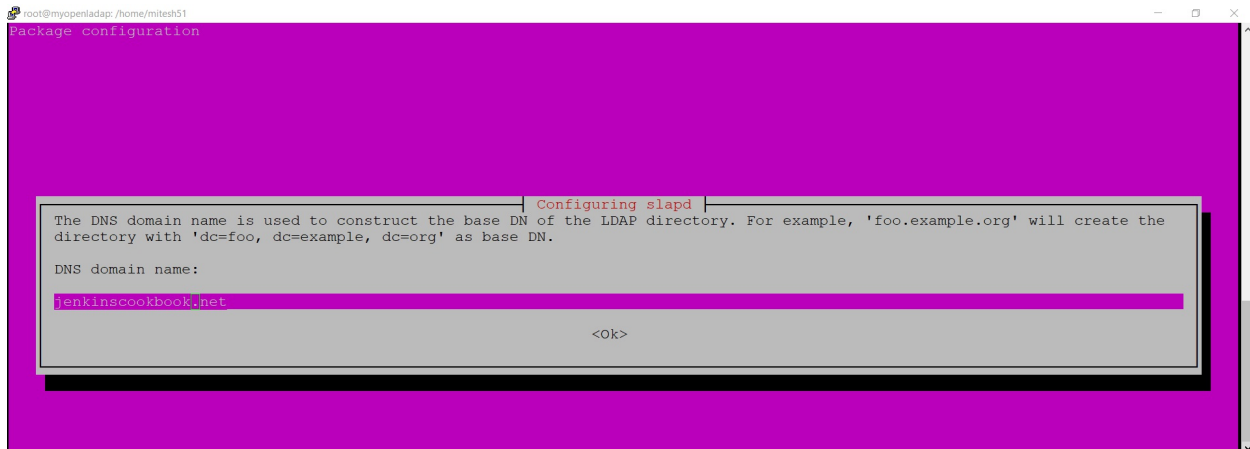 root@myopenladap: /home/mitesh51
Package configuration
Configuring slapd
The DNS domain name is used to construct the base DN of the LDAP directory. For example, 'foo.example.org' will create the
directory with 'dc=foo, dc=example, dc=org' as base DN.
DNS domain name:
jenkinscookbook.net
<Ok>